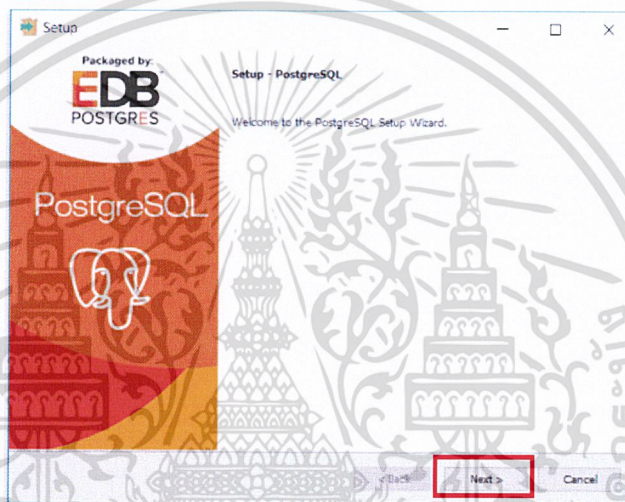 Setup
Packaged by:
EDB
POSTGRES
Setup - PostgreSQL
Welcome to the PostgreSQL Setup Wizard.
PostgreSQL
< Back
Next >
Cancel